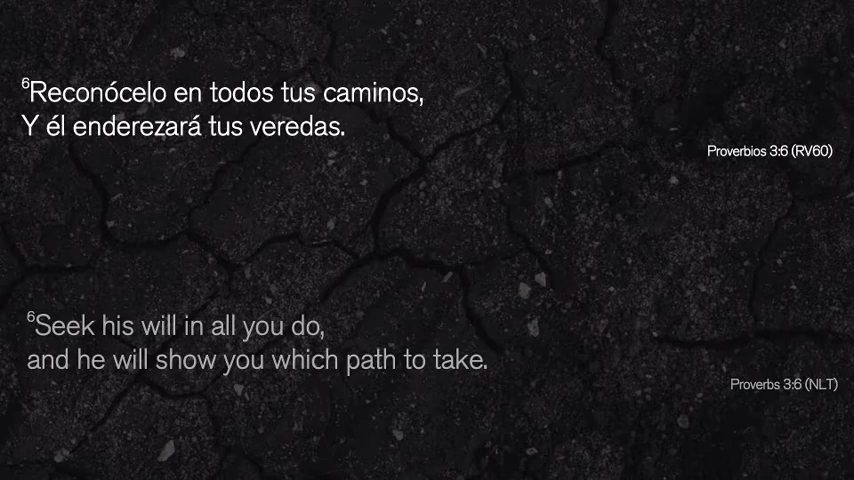 ⁶Reconócelo en todos tus caminos,
Y él enderezará tus veredas.
Proverbios 3:6 (RV60)
⁶Seek his will in all you do,
and he will show you which path to take.
Proverbs 3:6 (NLT)